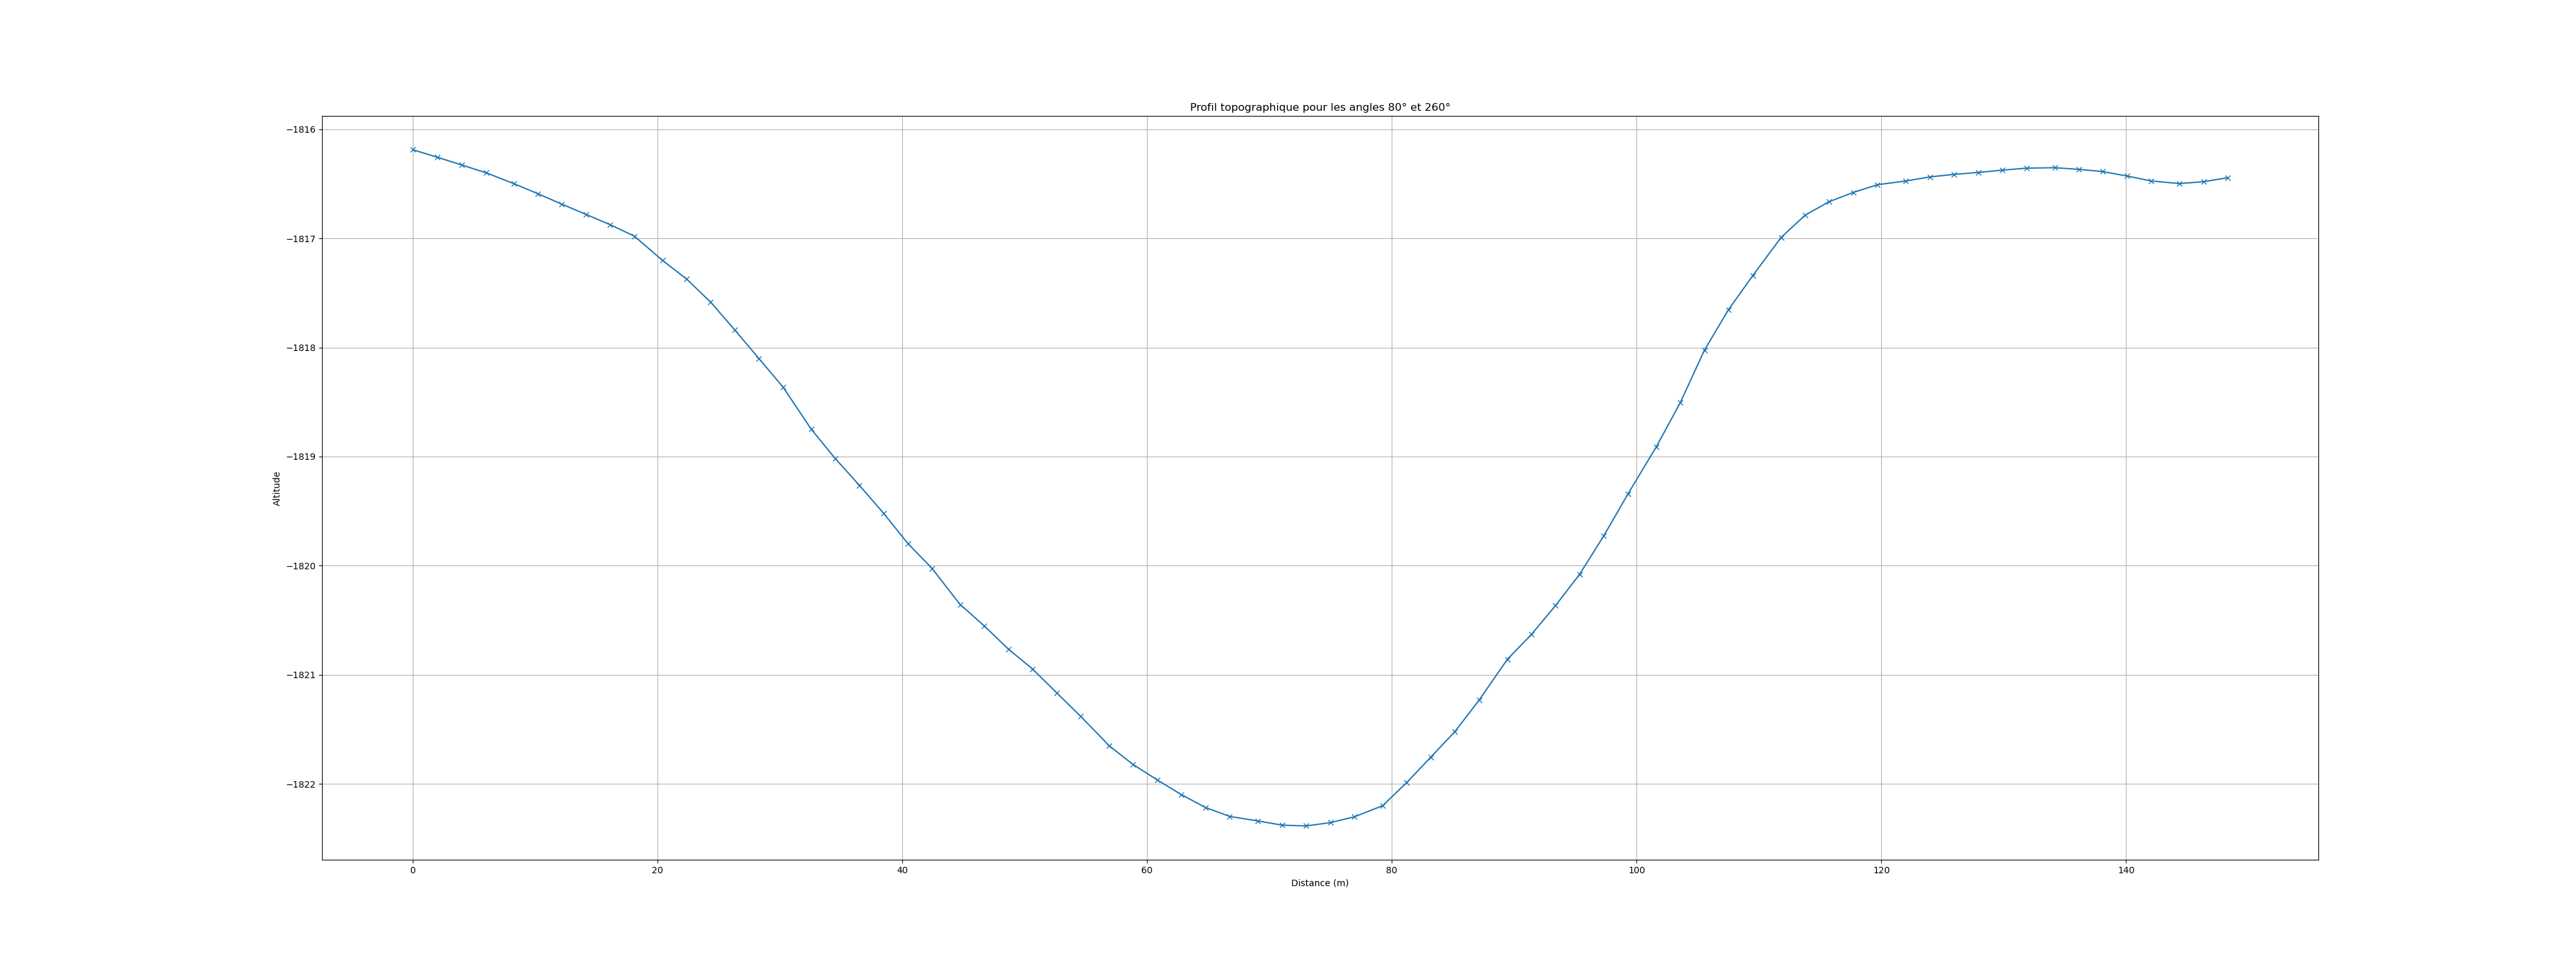 Profil topographique pour les angles 80° et 260°
−1816
−1817
−1818
−1819
−1820
−1821
−1822
Altitude
0 20 40 60 80 100 120 140
Distance (m)